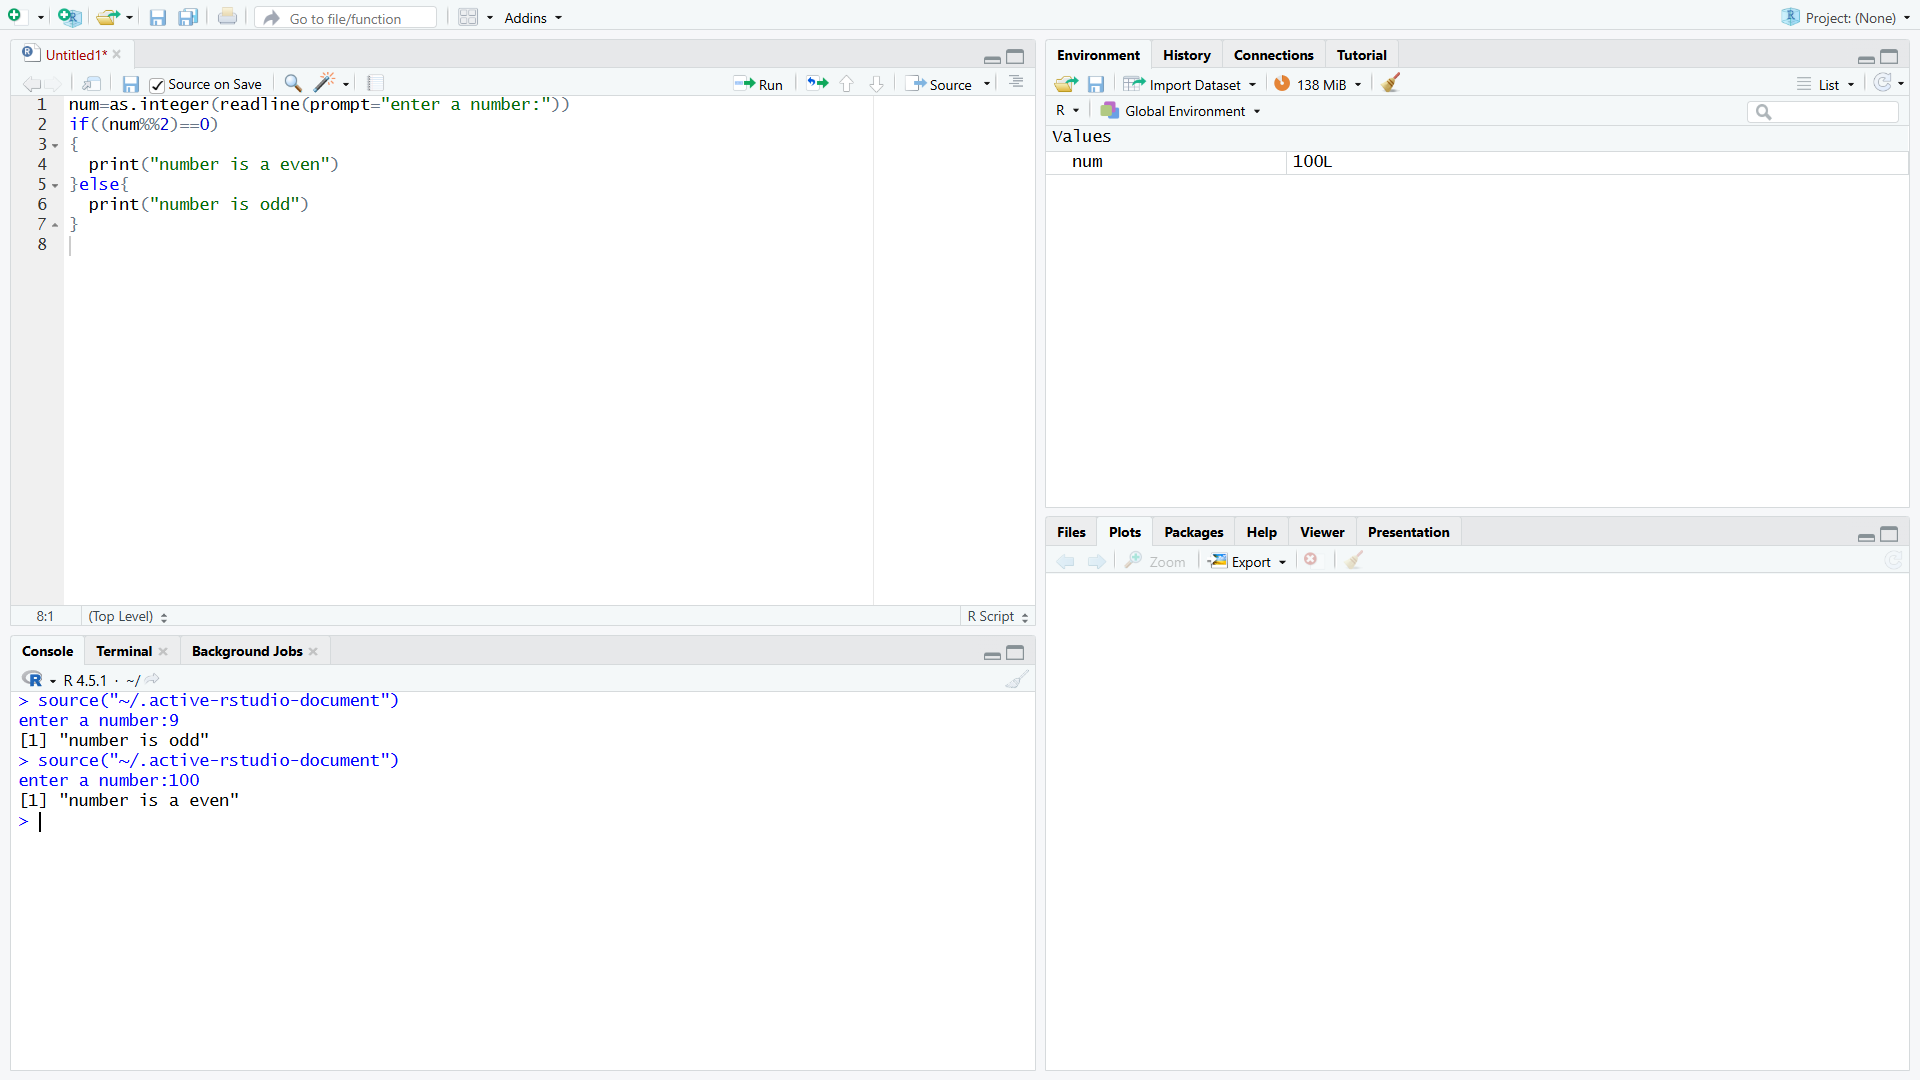 Go to file/function
Addins
Project: (None)
Untitled1*
Source on Save
Run
Source
1 num=as.integer(readline(prompt="enter a number:"))
2 if((num%%2)==0)
3 {
4   print("number is a even")
5 }else{
6   print("number is odd")
7 }
8
8:1
(Top Level)
R Script
Console
Terminal
Background Jobs
R 4.5.1 · ~/
> source("~/.active-rstudio-document")
enter a number:9
[1] "number is odd"
> source("~/.active-rstudio-document")
enter a number:100
[1] "number is a even"
>
Environment
History
Connections
Tutorial
Import Dataset
138 MiB
List
R
Global Environment
Values
num 100L
Files
Plots
Packages
Help
Viewer
Presentation
Zoom
Export